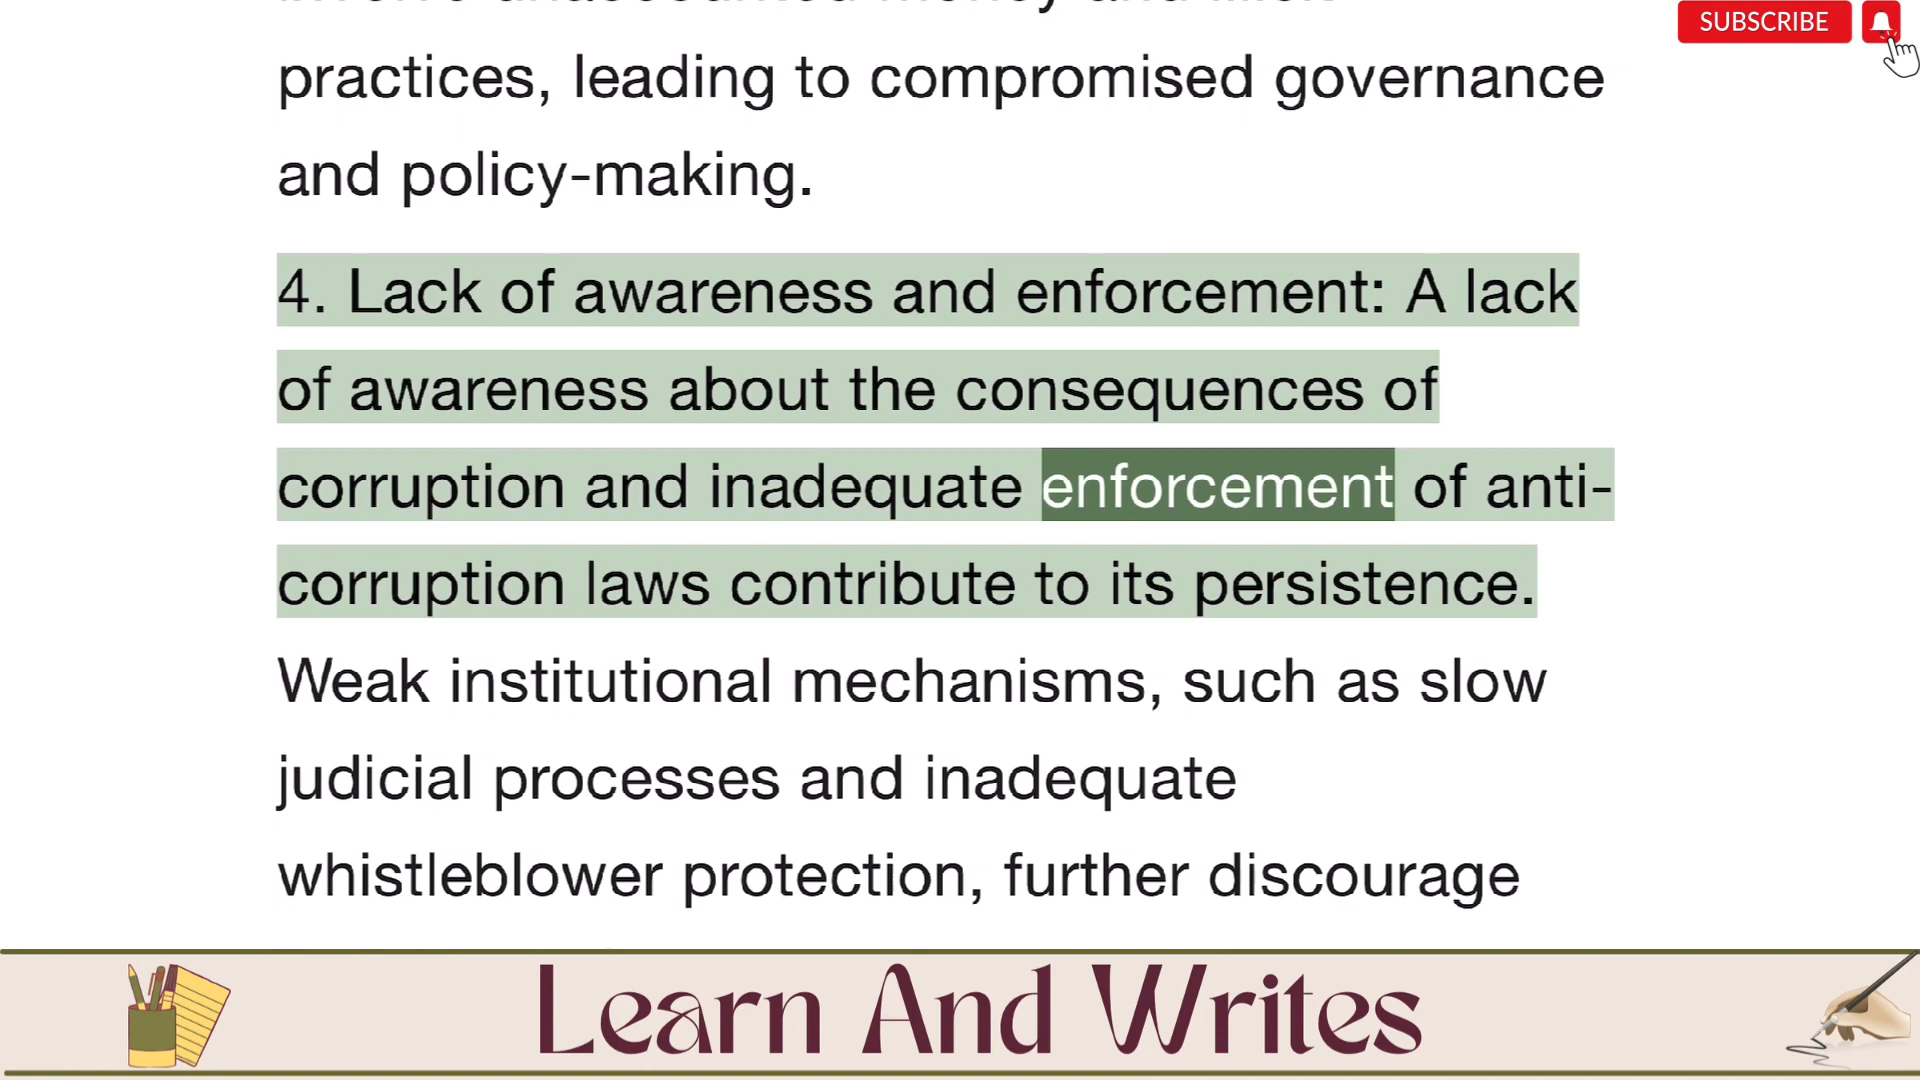 SUBSCRIBE
practices, leading to compromised governance
and policy-making.
4. Lack of awareness and enforcement: A lack
of awareness about the consequences of
corruption and inadequate enforcement of anti-
corruption laws contribute to its persistence.
Weak institutional mechanisms, such as slow
judicial processes and inadequate
whistleblower protection, further discourage
Learn And Writes